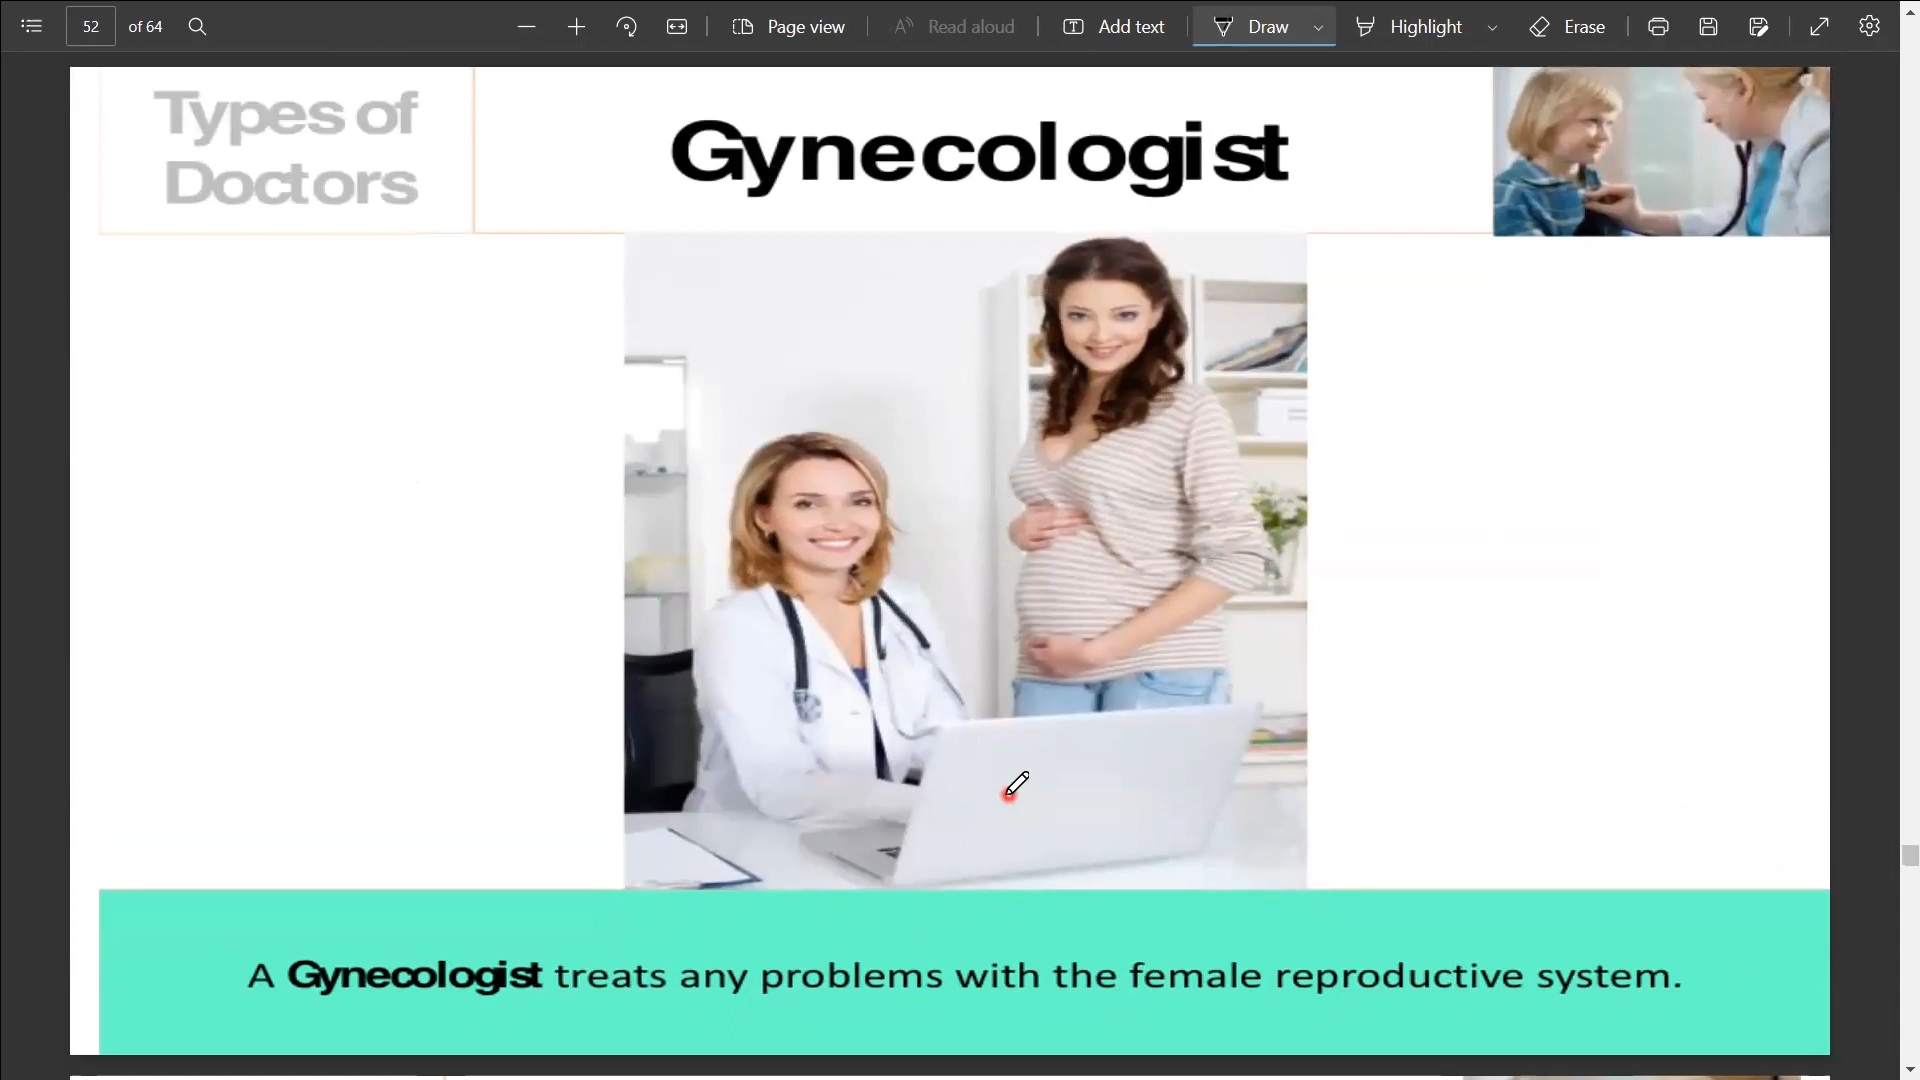 52 of 64 Page view Read aloud Add text Draw Highlight Erase
Types of
Doctors
Gynecologist
A Gynecologist treats any problems with the female reproductive system.